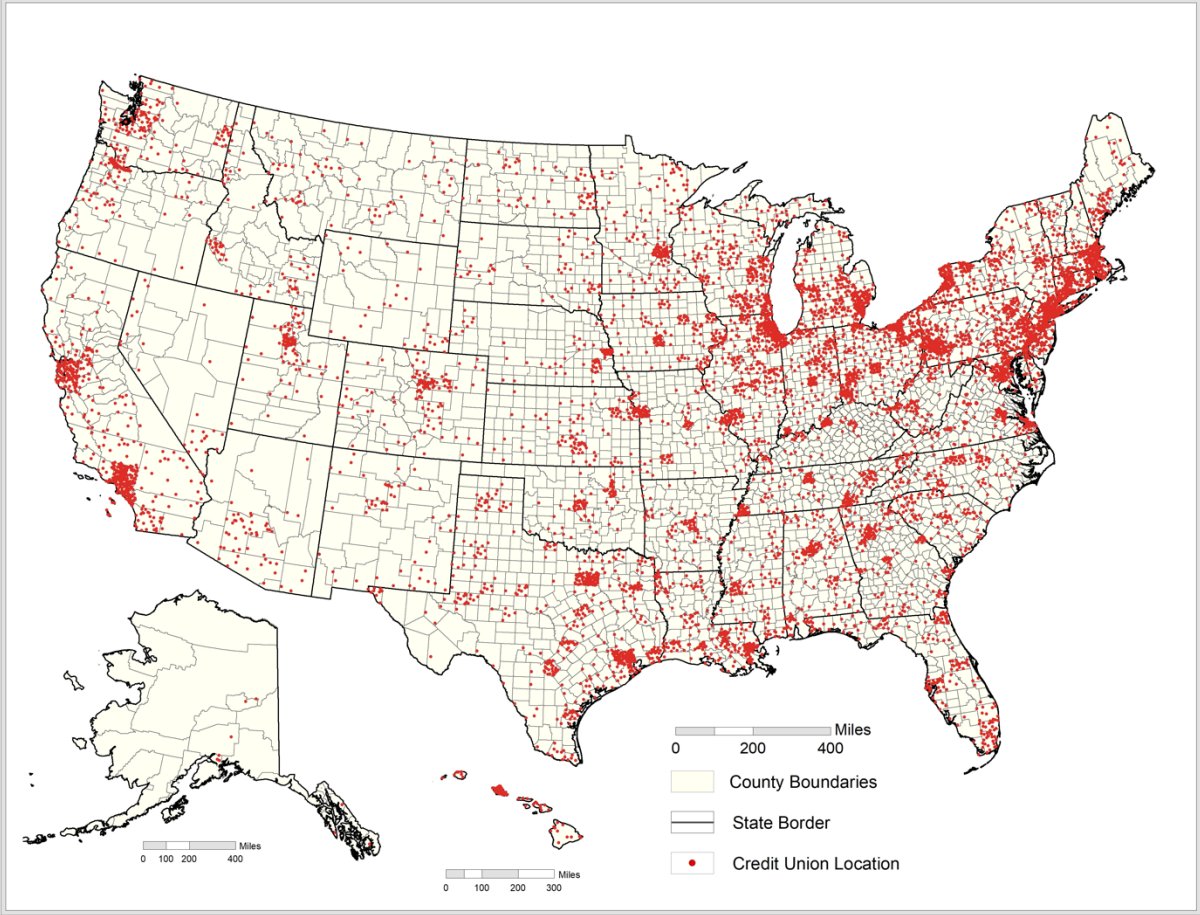 Miles
0 200 400
County Boundaries
State Border
Credit Union Location
Miles
0 100 200 400
Miles
0 100 200 300